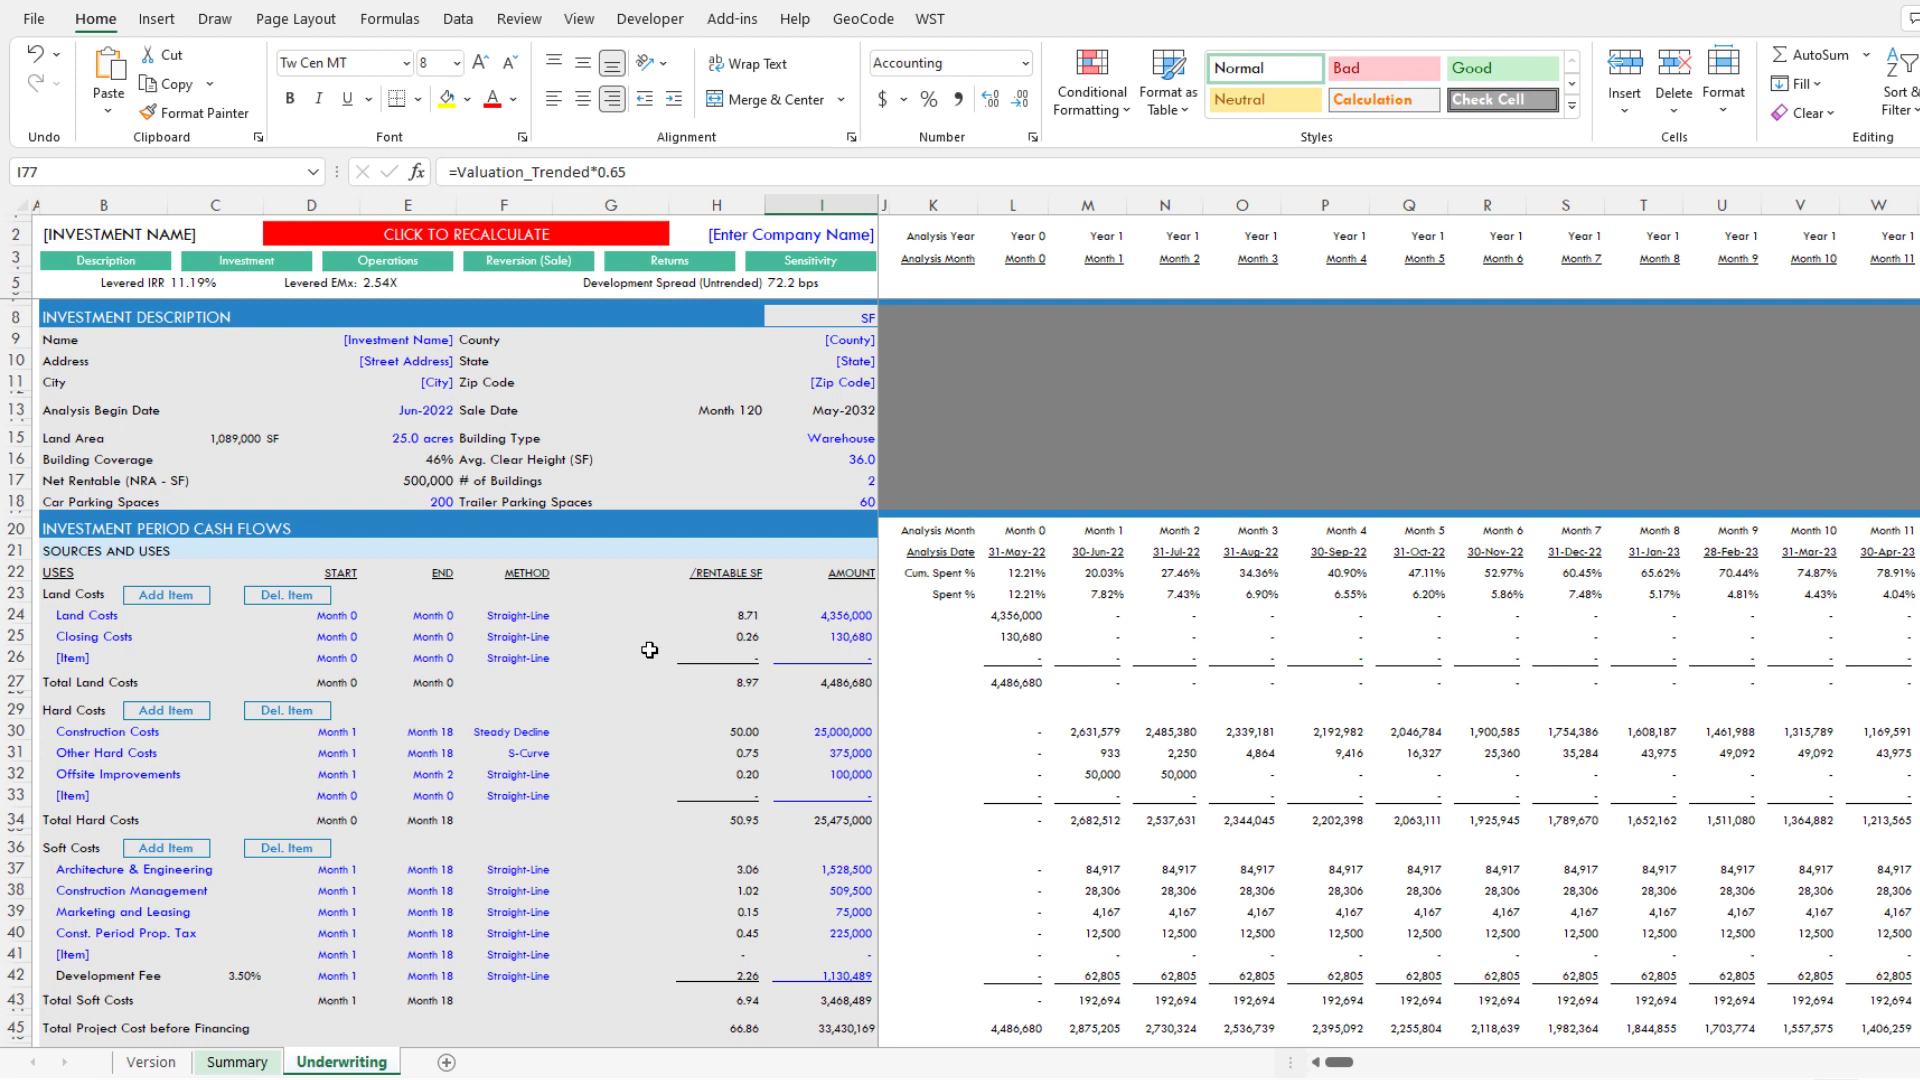 File Home Insert Draw Page Layout Formulas Data Review View Developer Add-ins Help GeoCode WST
Undo
Paste Cut Copy Format Painter Clipboard
Tw Cen MT 8 B I U A Font
Wrap Text Merge & Center Alignment
Accounting $ % Number
Conditional Formatting Format as Table
Normal Bad Good
Neutral Calculation Check Cell
Styles
Insert Delete Format Cells
AutoSum Fill Clear Sort & Filter Editing
I77 fx =Valuation_Trended*0.65
A B C D E F G H I J K L M N O P Q R S T U V W
2 [INVESTMENT NAME] CLICK TO RECALCULATE [Enter Company Name] Analysis Year Year 0 Year 1 Year 1 Year 1 Year 1 Year 1 Year 1 Year 1 Year 1 Year 1 Year 1 Year 1
3 Description Investment Operations Reversion (Sale) Returns Sensitivity Analysis Month Month 0 Month 1 Month 2 Month 3 Month 4 Month 5 Month 6 Month 7 Month 8 Month 9 Month 10 Month 11
5 Levered IRR 11.19% Levered EMx: 2.54X Development Spread (Untrended) 72.2 bps
8 INVESTMENT DESCRIPTION SF
9 Name [Investment Name] County [County]
10 Address [Street Address] State [State]
11 City [City] Zip Code [Zip Code]
13 Analysis Begin Date Jun-2022 Sale Date Month 120 May-2032
15 Land Area 1,089,000 SF 25.0 acres Building Type Warehouse
16 Building Coverage 46% Avg. Clear Height (SF) 36.0
17 Net Rentable (NRA - SF) 500,000 # of Buildings 2
18 Car Parking Spaces 200 Trailer Parking Spaces 60
20 INVESTMENT PERIOD CASH FLOWS Analysis Month Month 0 Month 1 Month 2 Month 3 Month 4 Month 5 Month 6 Month 7 Month 8 Month 9 Month 10 Month 11
21 SOURCES AND USES Analysis Date 31-May-22 30-Jun-22 31-Jul-22 31-Aug-22 30-Sep-22 31-Oct-22 30-Nov-22 31-Dec-22 31-Jan-23 28-Feb-23 31-Mar-23 30-Apr-23
22 USES START END METHOD /RENTABLE SF AMOUNT Cum. Spent % 12.21% 20.03% 27.46% 34.36% 40.90% 47.11% 52.97% 60.45% 65.62% 70.44% 74.87% 78.91%
23 Land Costs Add Item Del. Item Spent % 12.21% 7.82% 7.43% 6.90% 6.55% 6.20% 5.86% 7.48% 5.17% 4.81% 4.43% 4.04%
24 Land Costs Month 0 Month 0 Straight-Line 8.71 4,356,000 4,356,000 - - - - - - - - - - -
25 Closing Costs Month 0 Month 0 Straight-Line 0.26 130,680 130,680 - - - - - - - - - - -
26 [Item] Month 0 Month 0 Straight-Line - - - - - - - - - - - - - -
27 Total Land Costs Month 0 Month 0 8.97 4,486,680 4,486,680 - - - - - - - - - - -
29 Hard Costs Add Item Del. Item
30 Construction Costs Month 1 Month 18 Steady Decline 50.00 25,000,000 - 2,631,579 2,485,380 2,339,181 2,192,982 2,046,784 1,900,585 1,754,386 1,608,187 1,461,988 1,315,789 1,169,591
31 Other Hard Costs Month 1 Month 18 S-Curve 0.75 375,000 - 933 2,250 4,864 9,416 16,327 25,360 35,284 43,975 49,092 49,092 43,975
32 Offsite Improvements Month 1 Month 2 Straight-Line 0.20 100,000 - 50,000 50,000 - - - - - - - - -
33 [Item] Month 0 Month 0 Straight-Line - - - - - - - - - - - - - -
34 Total Hard Costs Month 0 Month 18 50.95 25,475,000 - 2,682,512 2,537,631 2,344,045 2,202,398 2,063,111 1,925,945 1,789,670 1,652,162 1,511,080 1,364,882 1,213,565
36 Soft Costs Add Item Del. Item
37 Architecture & Engineering Month 1 Month 18 Straight-Line 3.06 1,528,500 - 84,917 84,917 84,917 84,917 84,917 84,917 84,917 84,917 84,917 84,917 84,917
38 Construction Management Month 1 Month 18 Straight-Line 1.02 509,500 - 28,306 28,306 28,306 28,306 28,306 28,306 28,306 28,306 28,306 28,306 28,306
39 Marketing and Leasing Month 1 Month 18 Straight-Line 0.15 75,000 - 4,167 4,167 4,167 4,167 4,167 4,167 4,167 4,167 4,167 4,167 4,167
40 Const. Period Prop. Tax Month 1 Month 18 Straight-Line 0.45 225,000 - 12,500 12,500 12,500 12,500 12,500 12,500 12,500 12,500 12,500 12,500 12,500
41 [Item] Month 1 Month 18 Straight-Line - - - - - - - - - - - - - -
42 Development Fee 3.50% Month 1 Month 18 Straight-Line 2.26 1,130,489 - 62,805 62,805 62,805 62,805 62,805 62,805 62,805 62,805 62,805 62,805 62,805
43 Total Soft Costs Month 1 Month 18 6.94 3,468,489 - 192,694 192,694 192,694 192,694 192,694 192,694 192,694 192,694 192,694 192,694 192,694
45 Total Project Cost before Financing 66.86 33,430,169 4,486,680 2,875,205 2,730,324 2,536,739 2,395,092 2,255,804 2,118,639 1,982,364 1,844,855 1,703,774 1,557,575 1,406,259
Version Summary Underwriting